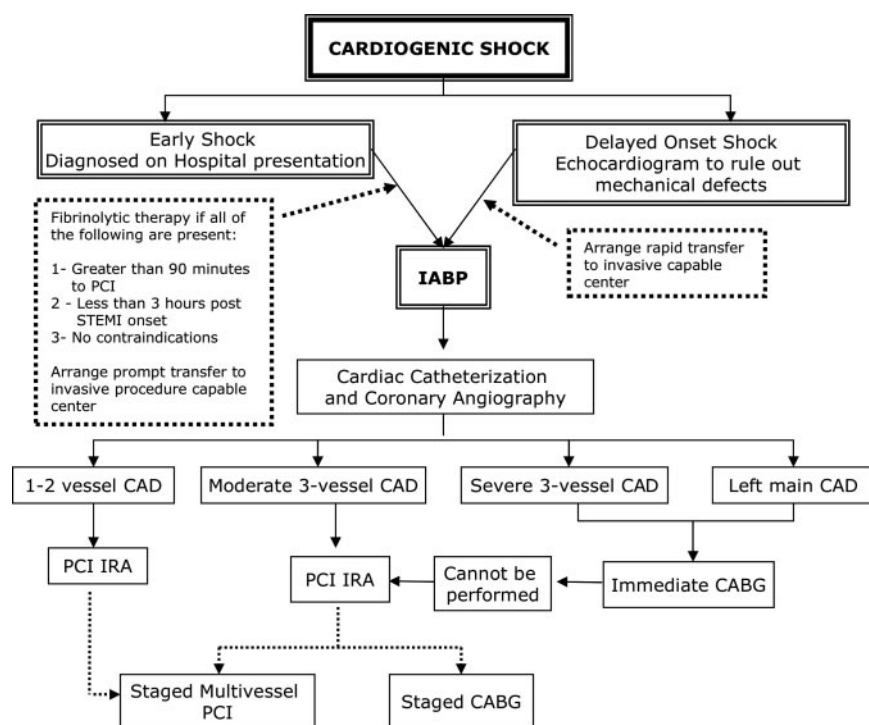 CARDIOGENIC SHOCK
Early Shock
Diagnosed on Hospital presentation
Delayed Onset Shock
Echocardiogram to rule out
mechanical defects
Fibrinolytic therapy if all of
the following are present:
1- Greater than 90 minutes
to PCI
2 - Less than 3 hours post
STEMI onset
3- No contraindications
Arrange prompt transfer to
invasive procedure capable
center
Arrange rapid transfer
to invasive capable
center
IABP
Cardiac Catheterization
and Coronary Angiography
1-2 vessel CAD
Moderate 3-vessel CAD
Severe 3-vessel CAD
Left main CAD
PCI IRA
PCI IRA
Cannot be
performed
Immediate CABG
Staged Multivessel
PCI
Staged CABG